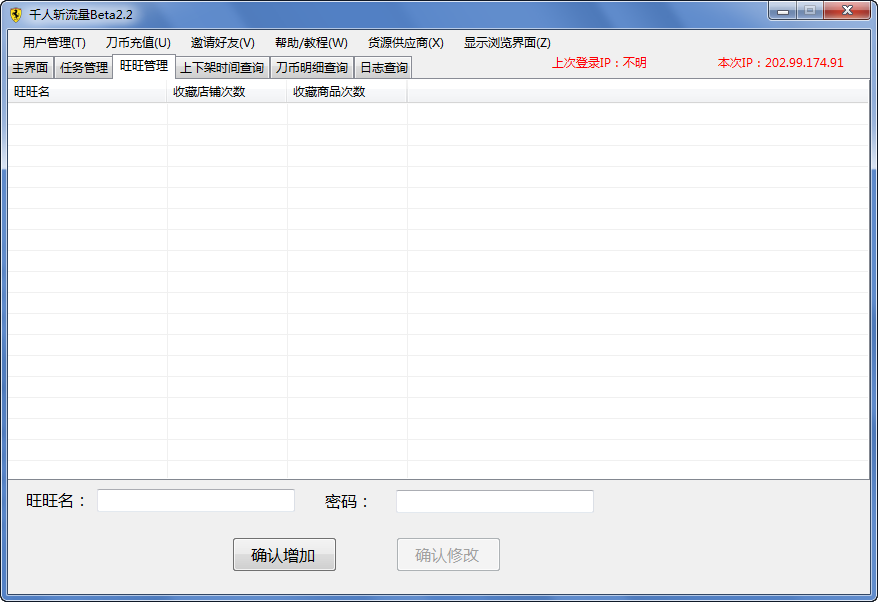 千人斩流量Beta2.2
用户管理(T) 刀币充值(U) 邀请好友(V) 帮助/教程(W) 货源供应商(X) 显示浏览界面(Z)
主界面 任务管理 旺旺管理 上下架时间查询 刀币明细查询 日志查询 上次登录IP：不明 本次IP：202.99.174.91
旺旺名 收藏店铺次数 收藏商品次数
旺旺名： 密码：
确认增加 确认修改